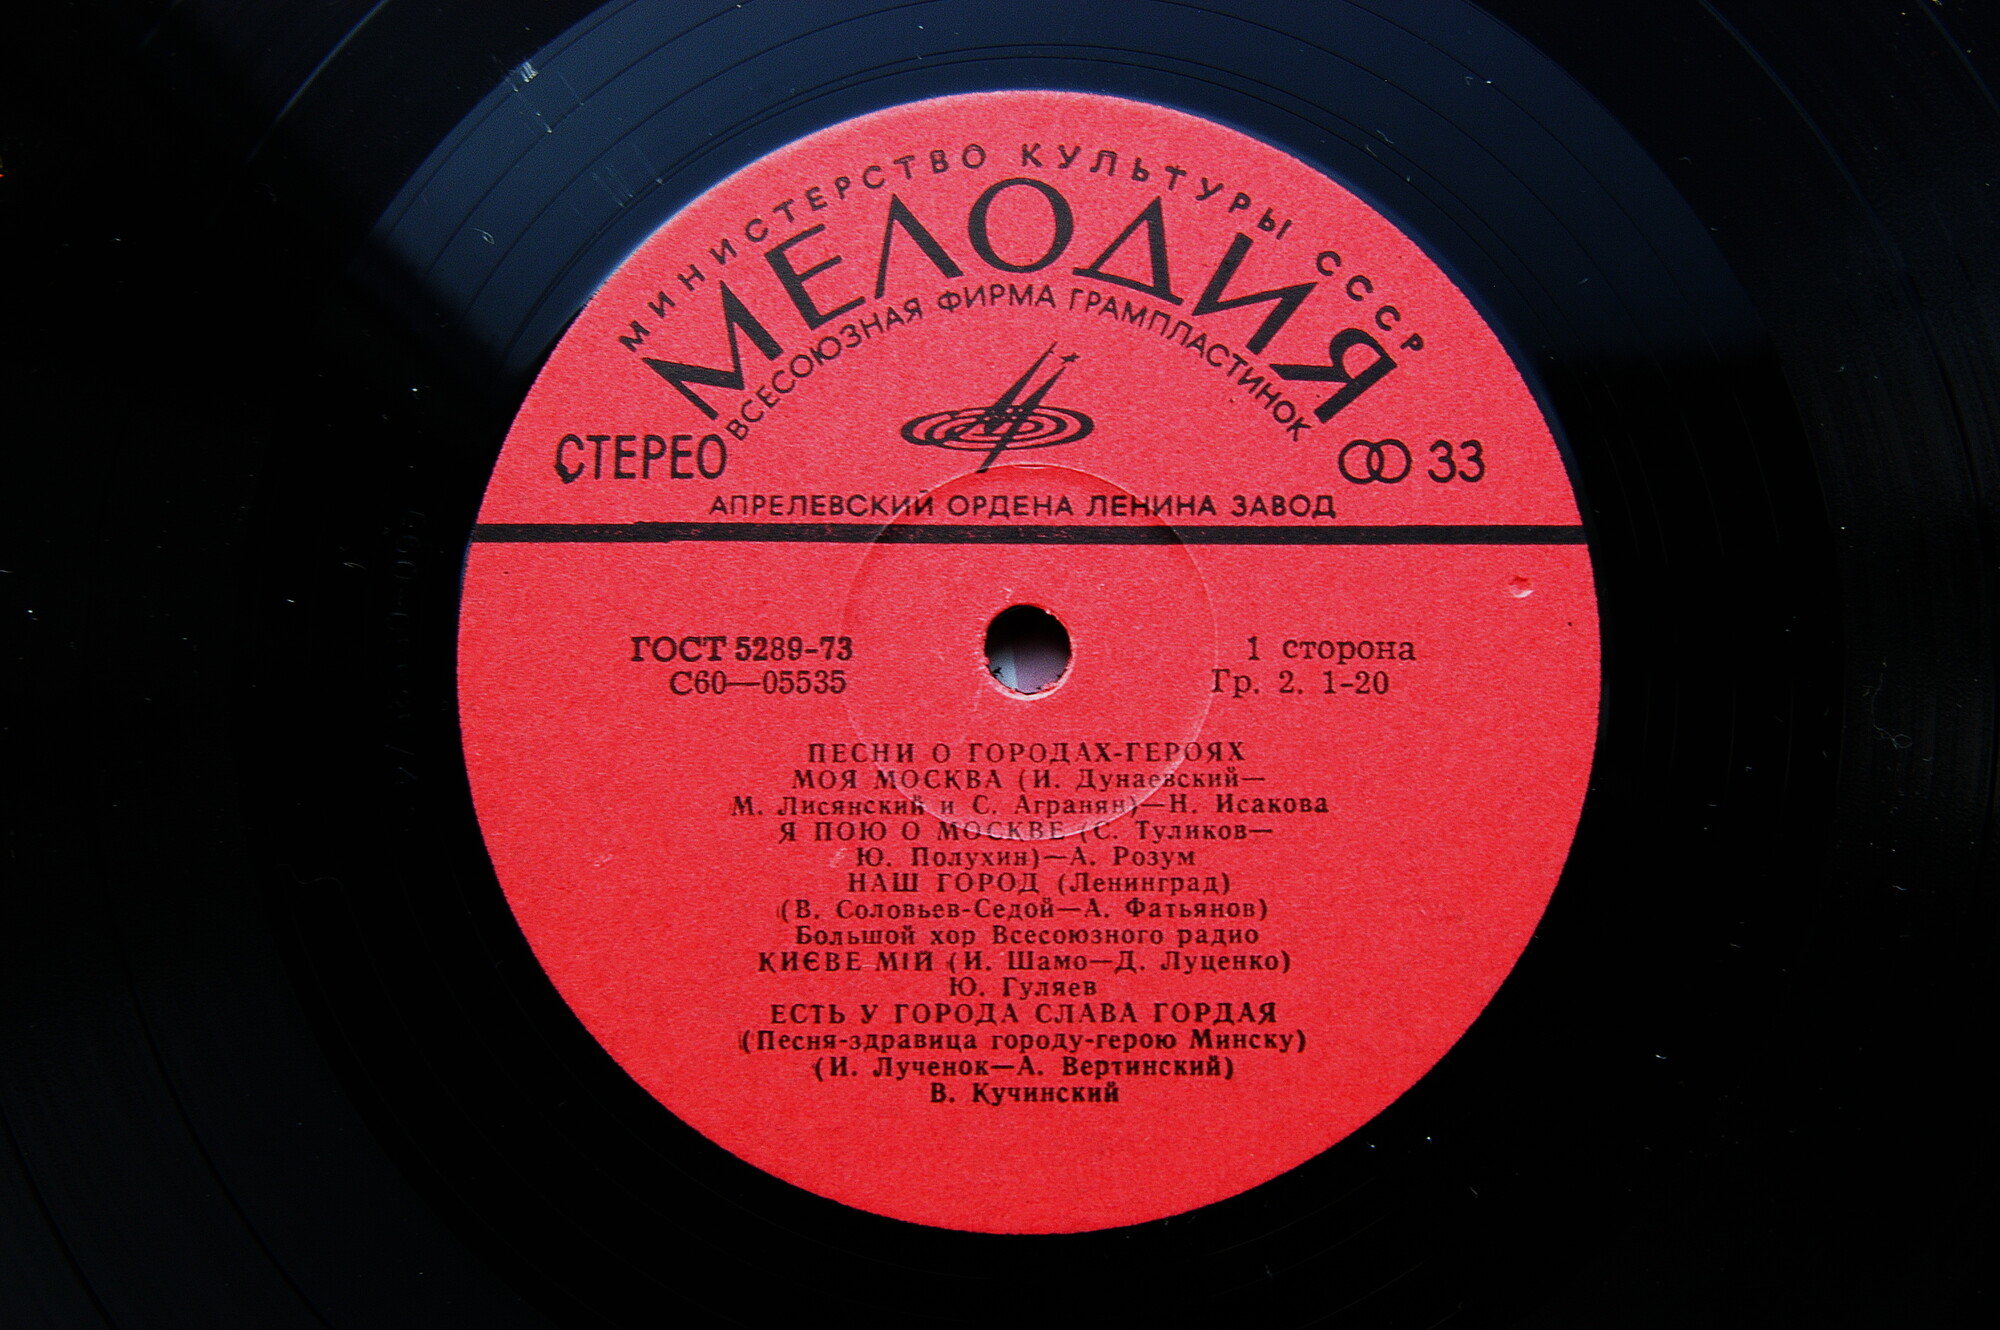 МИНИСТЕРСТВО КУЛЬТУРЫ СССР
МЕЛОДИЯ
ВСЕСОЮЗНАЯ ФИРМА ГРАМПЛАСТИНОК
СТЕРЕО
33
АПРЕЛЕВСКИЙ ОРДЕНА ЛЕНИНА ЗАВОД
ГОСТ 5289-73
С60—05535
1 сторона
Гр. 2. 1-20
ПЕСНИ О ГОРОДАХ-ГЕРОЯХ
МОЯ МОСКВА (И. Дунаевский—
М. Лисянский и С. Агранян)—Н. Исакова
Я ПОЮ О МОСКВЕ (С. Туликов—
Ю. Полухин)—А. Розум
НАШ ГОРОД (Ленинград)
(В. Соловьев-Седой—А. Фатьянов)
Большой хор Всесоюзного радио
КИЄВЕ МІЙ (И. Шамо—Д. Луценко)
Ю. Гуляев
ЕСТЬ У ГОРОДА СЛАВА ГОРДАЯ
(Песня-здравица городу-герою Минску)
(И. Лученок—А. Вертинский)
В. Кучинский